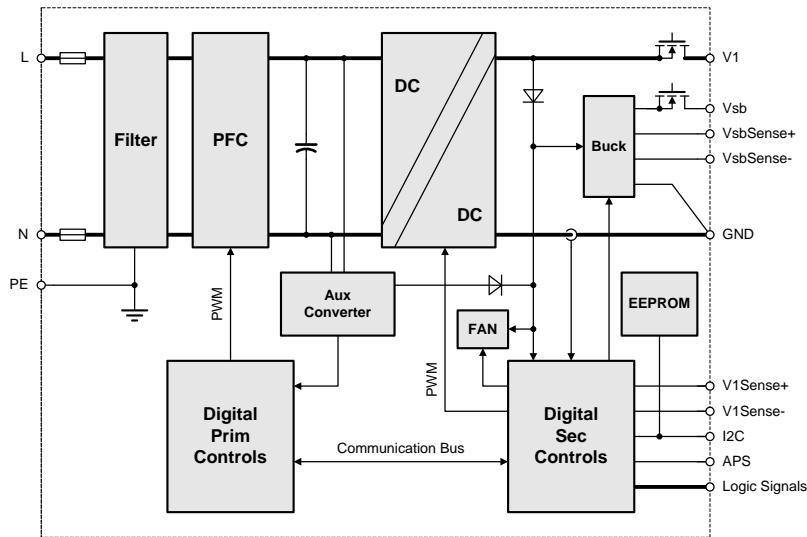 L
V1
DC
Vsb
Filter
PFC
Buck
VsbSense+
VsbSense-
DC
N
GND
PE
PWM
Aux
Converter
EEPROM
FAN
PWM
Digital
Prim
Controls
Communication Bus
Digital
Sec
Controls
V1Sense+
V1Sense-
I2C
APS
Logic Signals